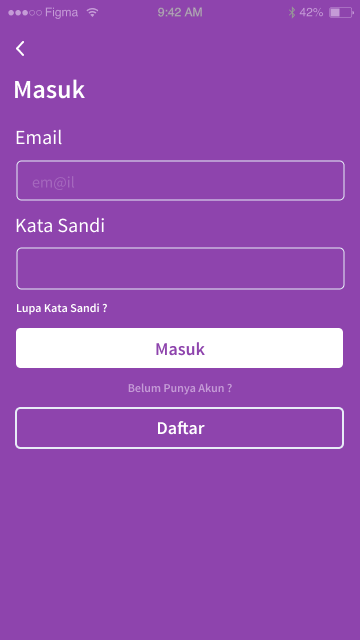 Figma 9:42 AM 42%
Masuk
Email
em@il
Kata Sandi
Lupa Kata Sandi ?
Masuk
Belum Punya Akun ?
Daftar